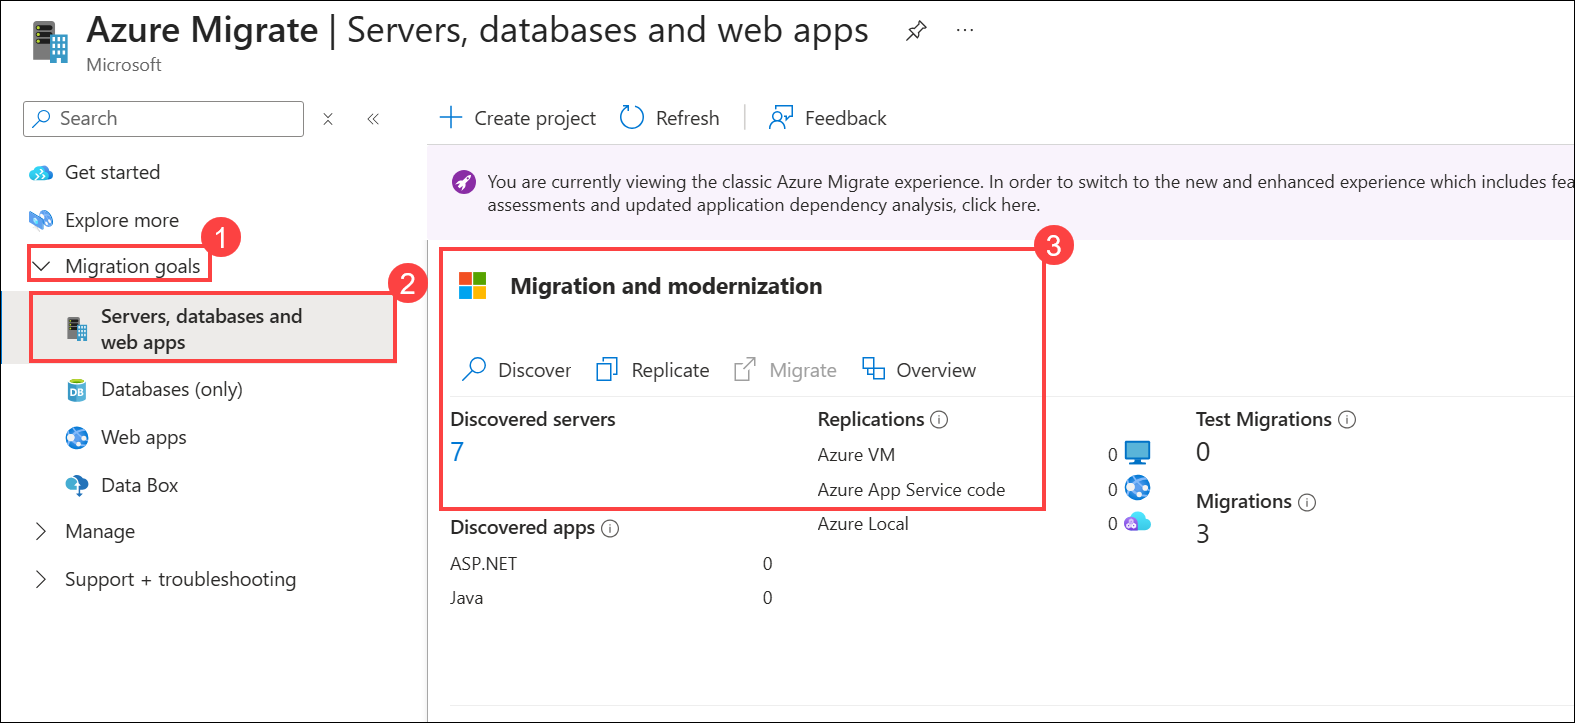 Azure Migrate | Servers, databases and web apps
Microsoft
Search
Create project
Refresh
Feedback
Get started
Explore more
Migration goals
1
Servers, databases and
web apps
2
Databases (only)
Web apps
Data Box
Manage
Support + troubleshooting
You are currently viewing the classic Azure Migrate experience. In order to switch to the new and enhanced experience which includes fea
assessments and updated application dependency analysis, click here.
3
Migration and modernization
Discover
Replicate
Migrate
Overview
Discovered servers
7
Discovered apps
ASP.NET 0
Java 0
Replications
Azure VM 0
Azure App Service code 0
Azure Local 0
Test Migrations
0
Migrations
3